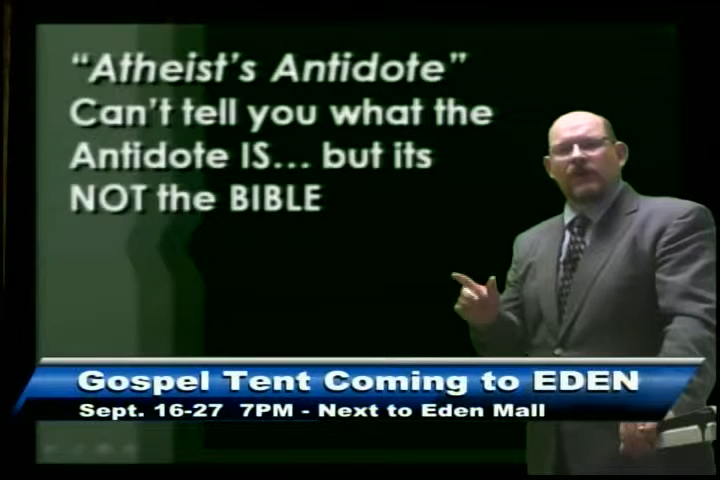 “Atheist’s Antidote”
Can’t tell you what the
Antidote IS... but its
NOT the BIBLE
Gospel Tent Coming to EDEN
Sept. 16-27 7PM - Next to Eden Mall